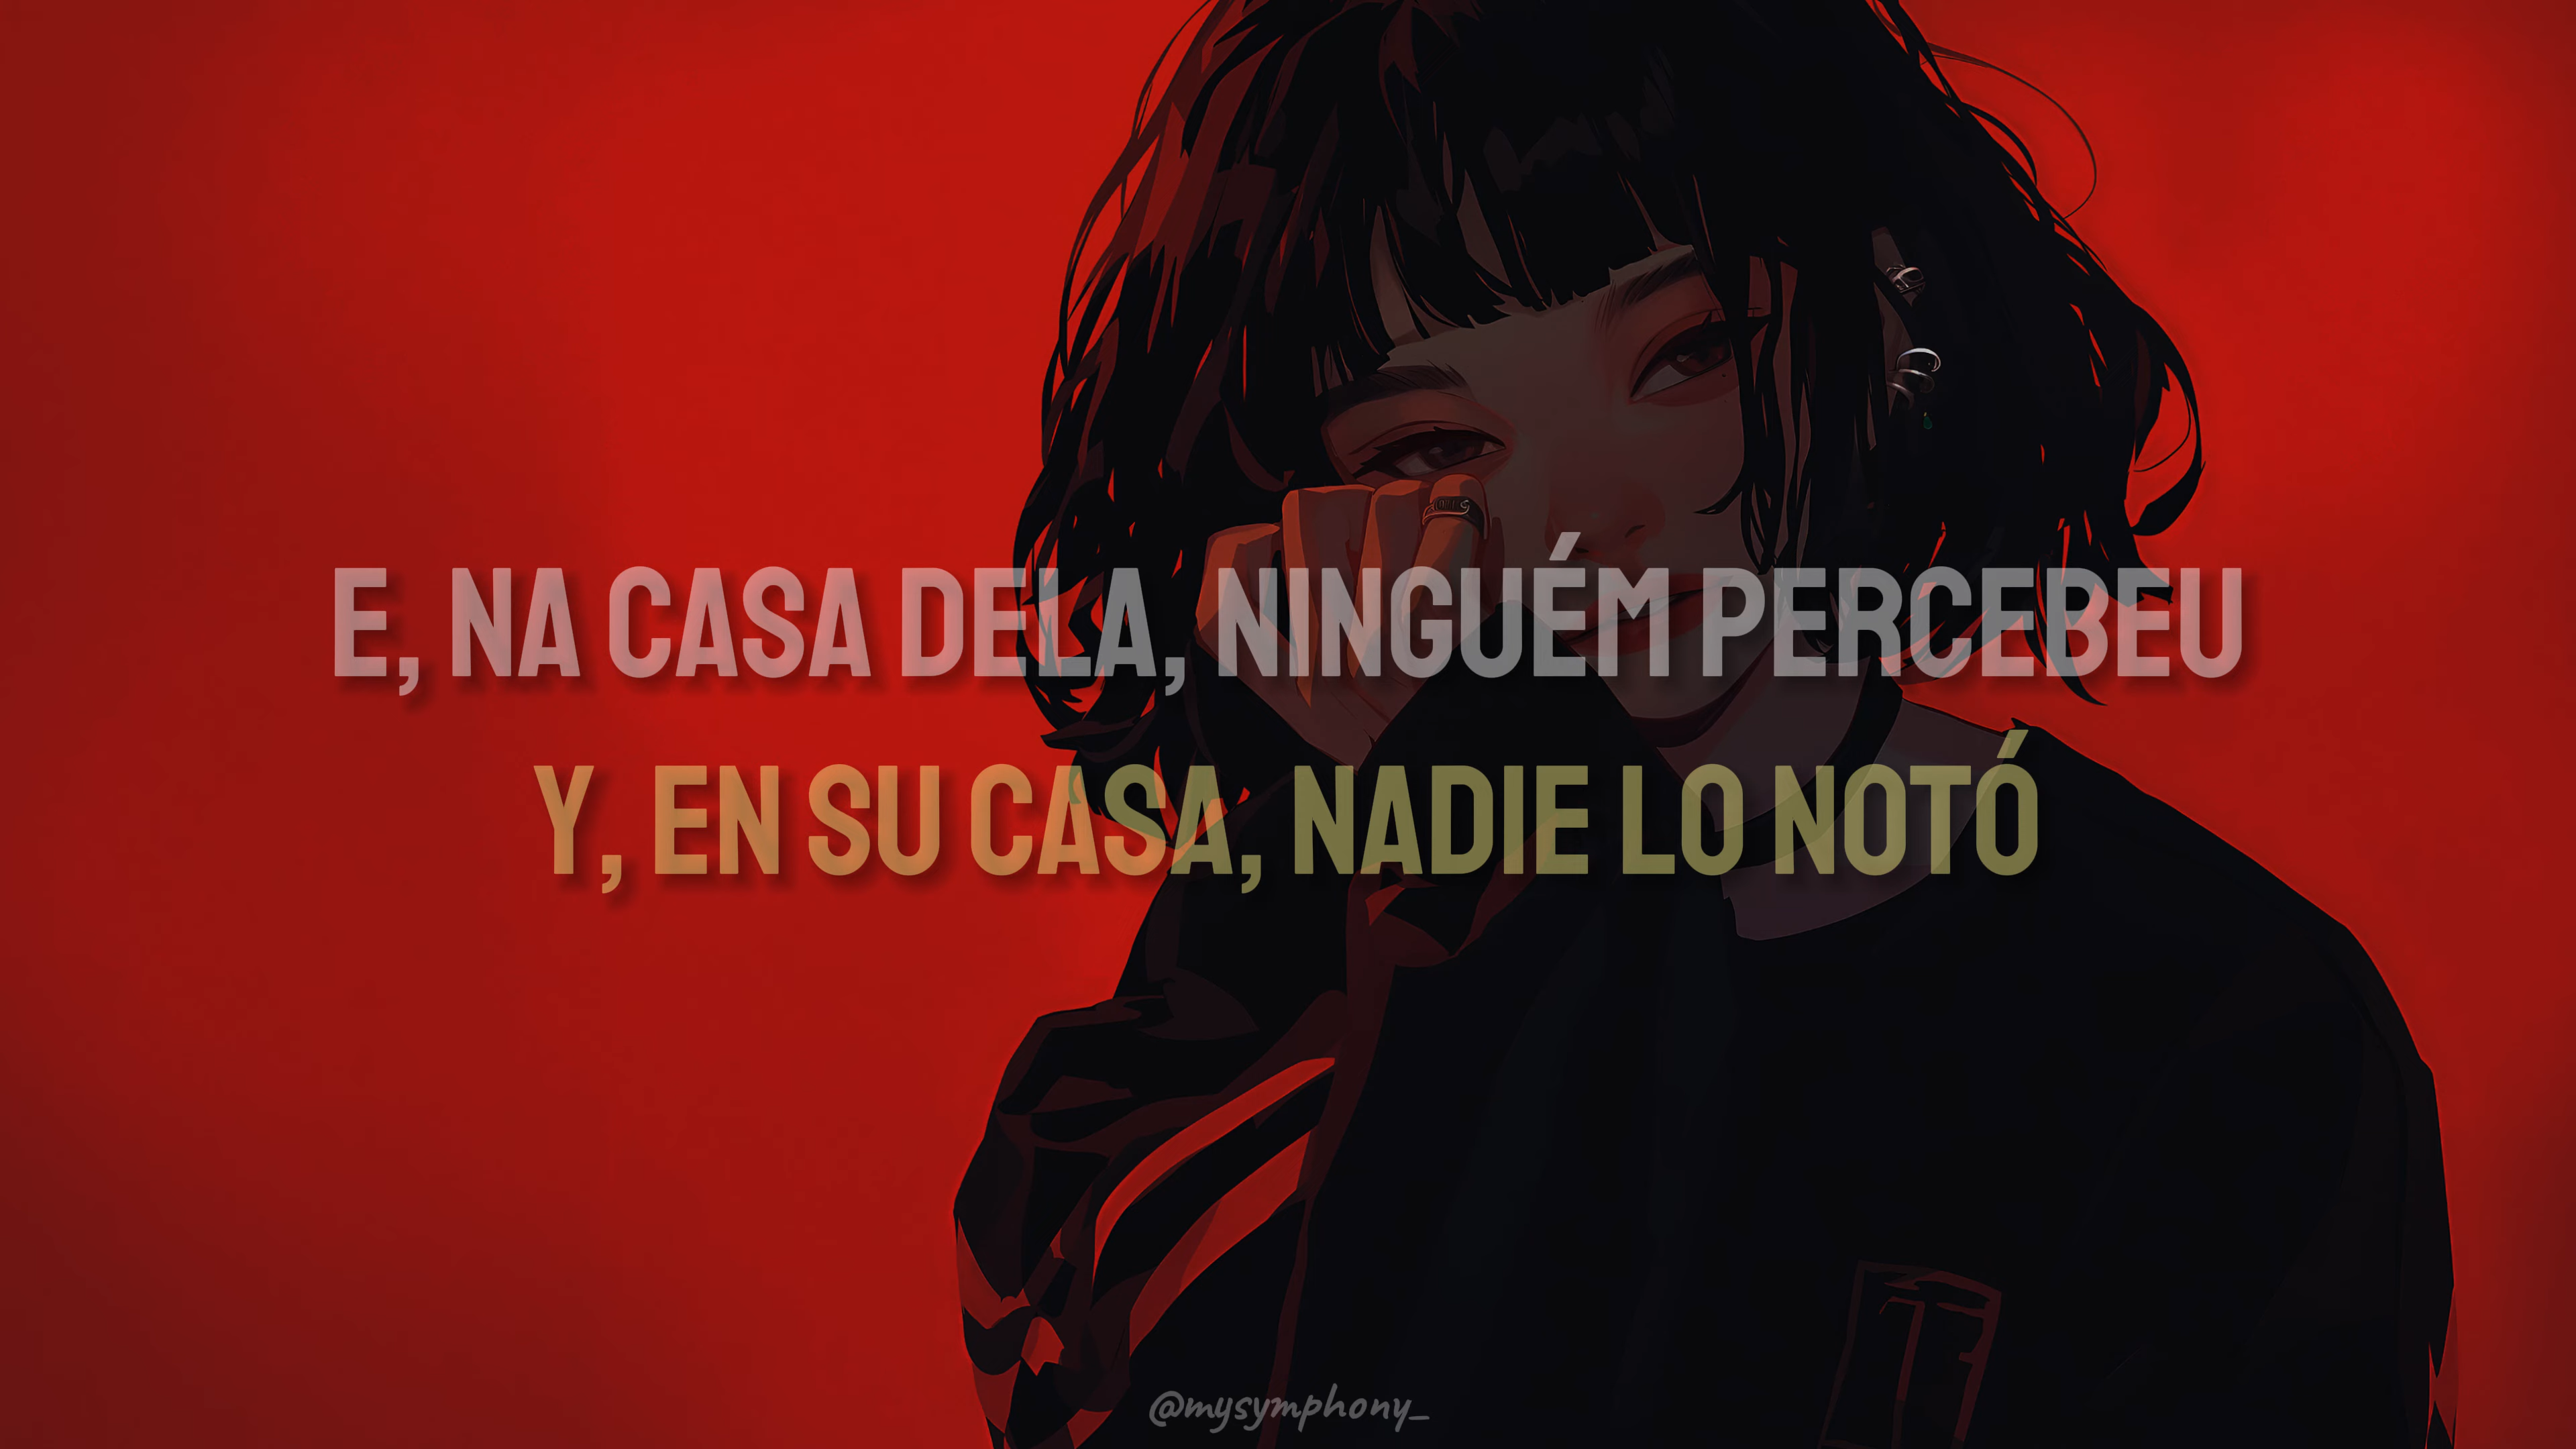 E, NA CASA DELA, NINGUÉM PERCEBEU
Y, EN SU CASA, NADIE LO NOTÓ
@mysymphony_